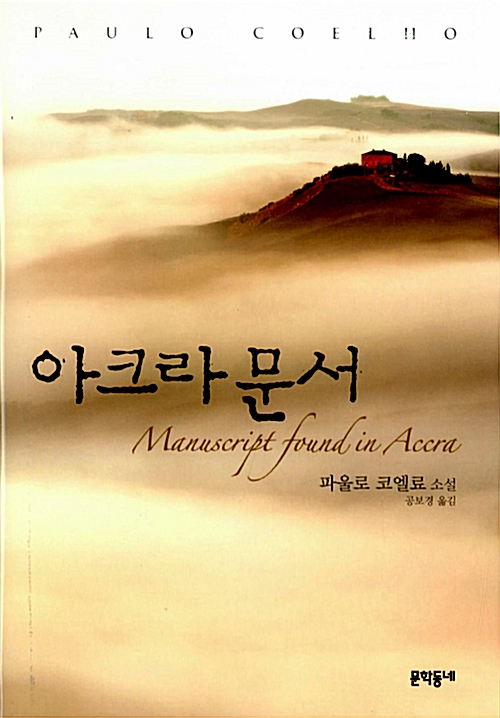 PAULO COELHO
아크라 문서
Manuscript found in Accra
파울로 코엘료 소설
공보경 옮김
문학동네